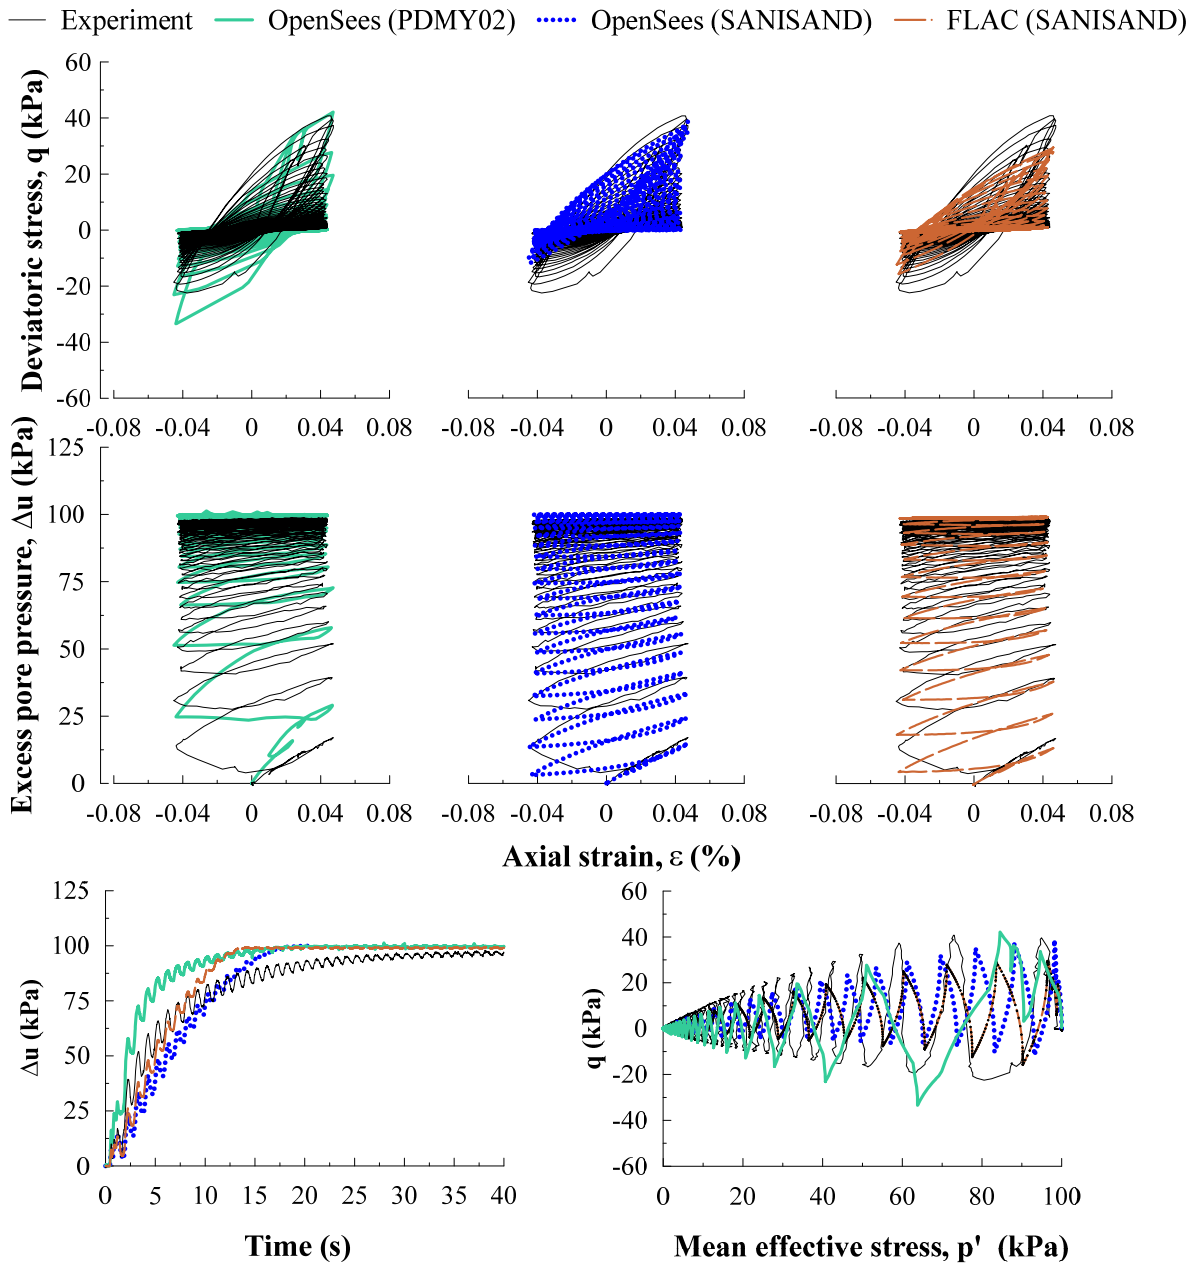 Experiment OpenSees (PDMY02) OpenSees (SANISAND) FLAC (SANISAND)
Deviatoric stress, q (kPa)
60
40
20
0
-20
-40
-60
-0.08 -0.04 0 0.04 0.08 -0.08 -0.04 0 0.04 0.08 -0.08 -0.04 0 0.04 0.08
Excess pore pressure, Δu (kPa)
125
100
75
50
25
0
-0.08 -0.04 0 0.04 0.08 -0.08 -0.04 0 0.04 0.08 -0.08 -0.04 0 0.04 0.08
Axial strain, ε (%)
Δu (kPa)
125
100
75
50
25
0
0 5 10 15 20 25 30 35 40
Time (s)
q (kPa)
60
40
20
0
-20
-40
-60
0 20 40 60 80 100
Mean effective stress, p' (kPa)